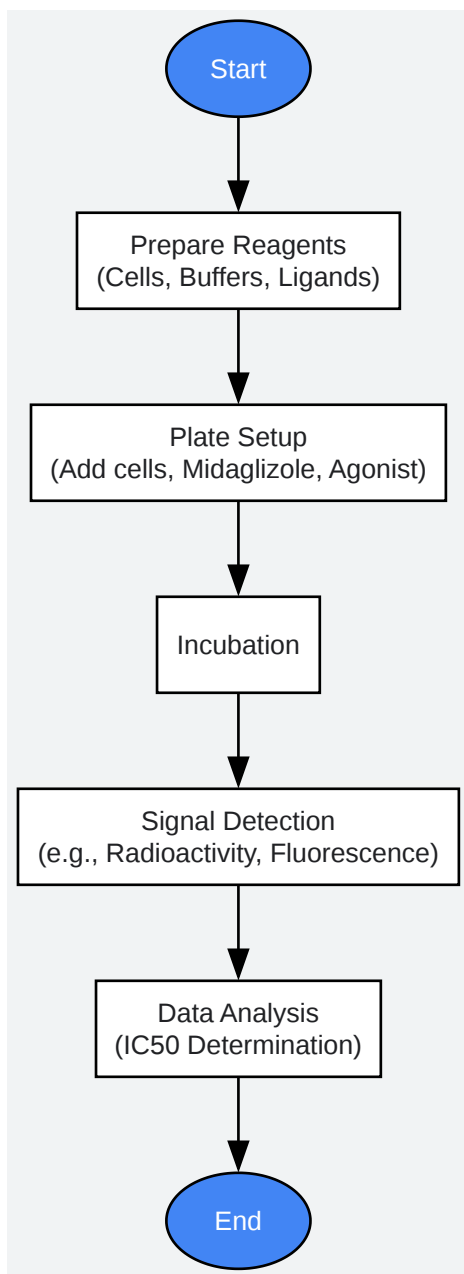 Start
Prepare Reagents
(Cells, Buffers, Ligands)
Plate Setup
(Add cells, Midaglizole, Agonist)
Incubation
Signal Detection
(e.g., Radioactivity, Fluorescence)
Data Analysis
(IC50 Determination)
End